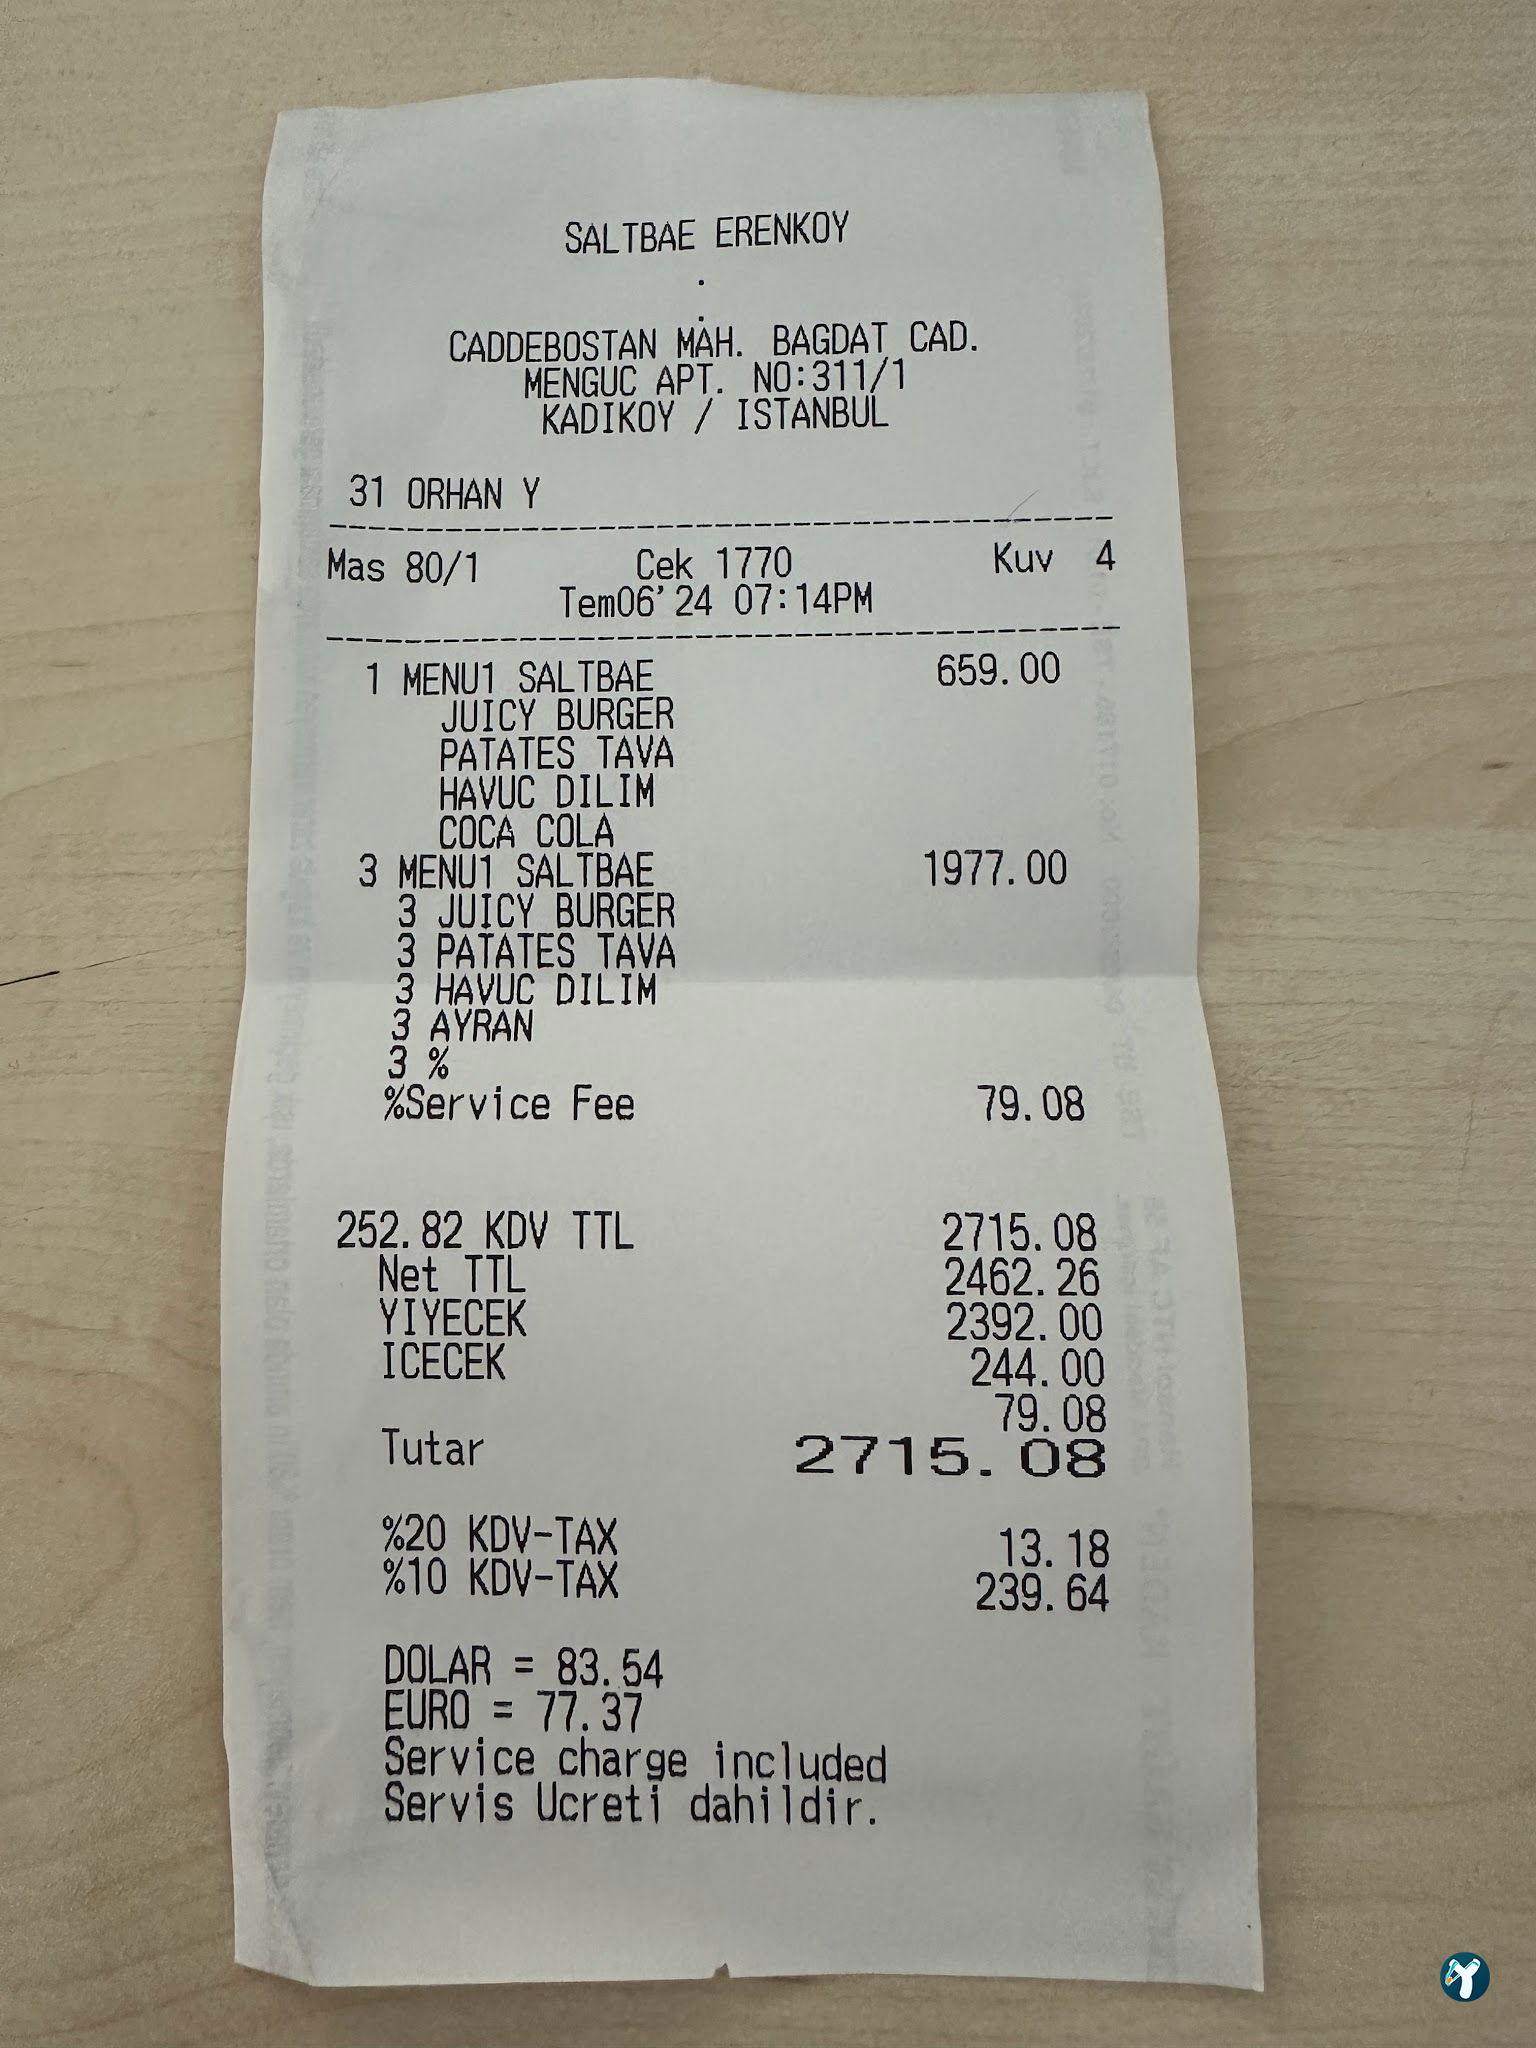 SALTBAE ERENKOY
.
.
CADDEBOSTAN MAH. BAGDAT CAD.
MENGUC APT. NO:311/1
KADIKOY / ISTANBUL
31 ORHAN Y
Mas 80/1 Cek 1770 Kuv 4
Tem06'24 07:14PM
1 MENU1 SALTBAE 659.00
JUICY BURGER
PATATES TAVA
HAVUC DILIM
COCA COLA
3 MENU1 SALTBAE 1977.00
3 JUICY BURGER
3 PATATES TAVA
3 HAVUC DILIM
3 AYRAN
3 %
%Service Fee 79.08
252.82 KDV TTL 2715.08
Net TTL 2462.26
YIYECEK 2392.00
ICECEK 244.00
79.08
Tutar 2715.08
%20 KDV-TAX 13.18
%10 KDV-TAX 239.64
DOLAR = 83.54
EURO = 77.37
Service charge included
Servis Ucreti dahildir.